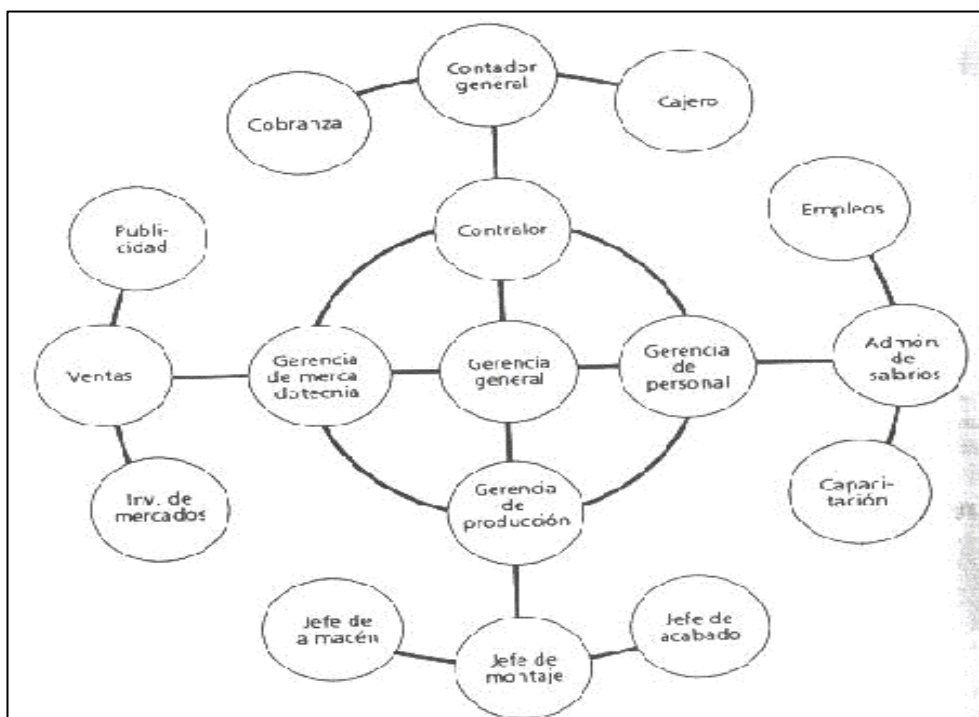 Contador
general
Cobranza
Cajero
Publi-
cidad
Contralor
Empleos
Ventas
Gerencia
de merca
dotecnia
Gerencia
general
Gerencia
de
personal
Admón.
de
salarios
Inv. de
mercados
Gerencia
de
producción
Capaci-
tación
Jefe de
almacén
Jefe de
montaje
Jefe de
acabado